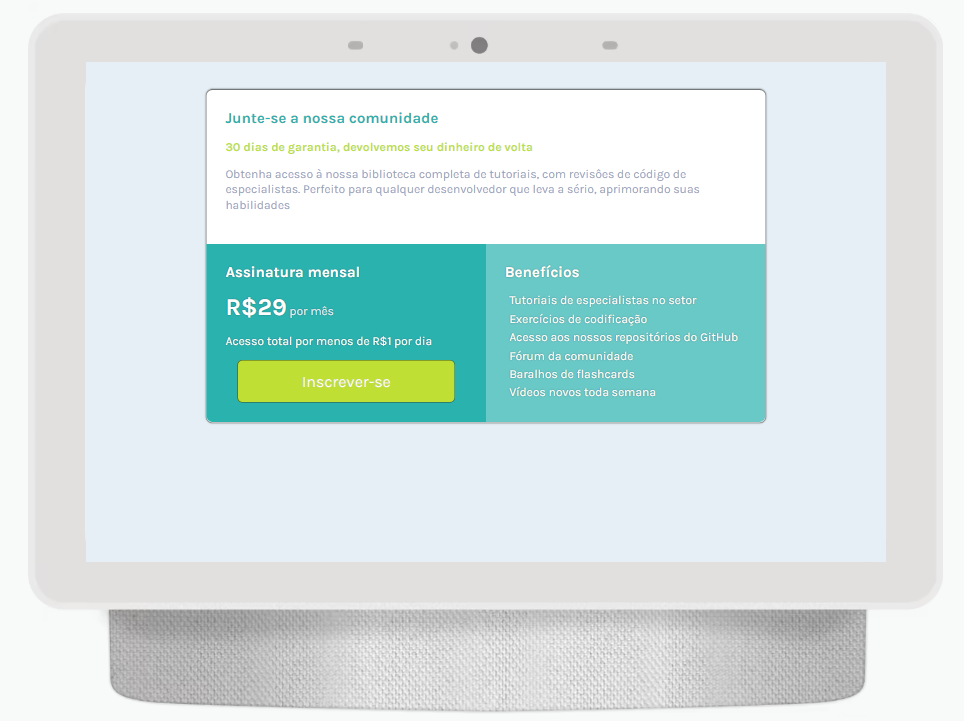 Junte-se a nossa comunidade
30 dias de garantia, devolvemos seu dinheiro de volta
Obtenha acesso à nossa biblioteca completa de tutoriais, com revisões de código de
especialistas. Perfeito para qualquer desenvolvedor que leva a sério, aprimorando suas
habilidades
Assinatura mensal
R$29 por mês
Acesso total por menos de R$1 por dia
Inscrever-se
Benefícios
Tutoriais de especialistas no setor
Exercícios de codificação
Acesso aos nossos repositórios do GitHub
Fórum da comunidade
Baralhos de flashcards
Vídeos novos toda semana